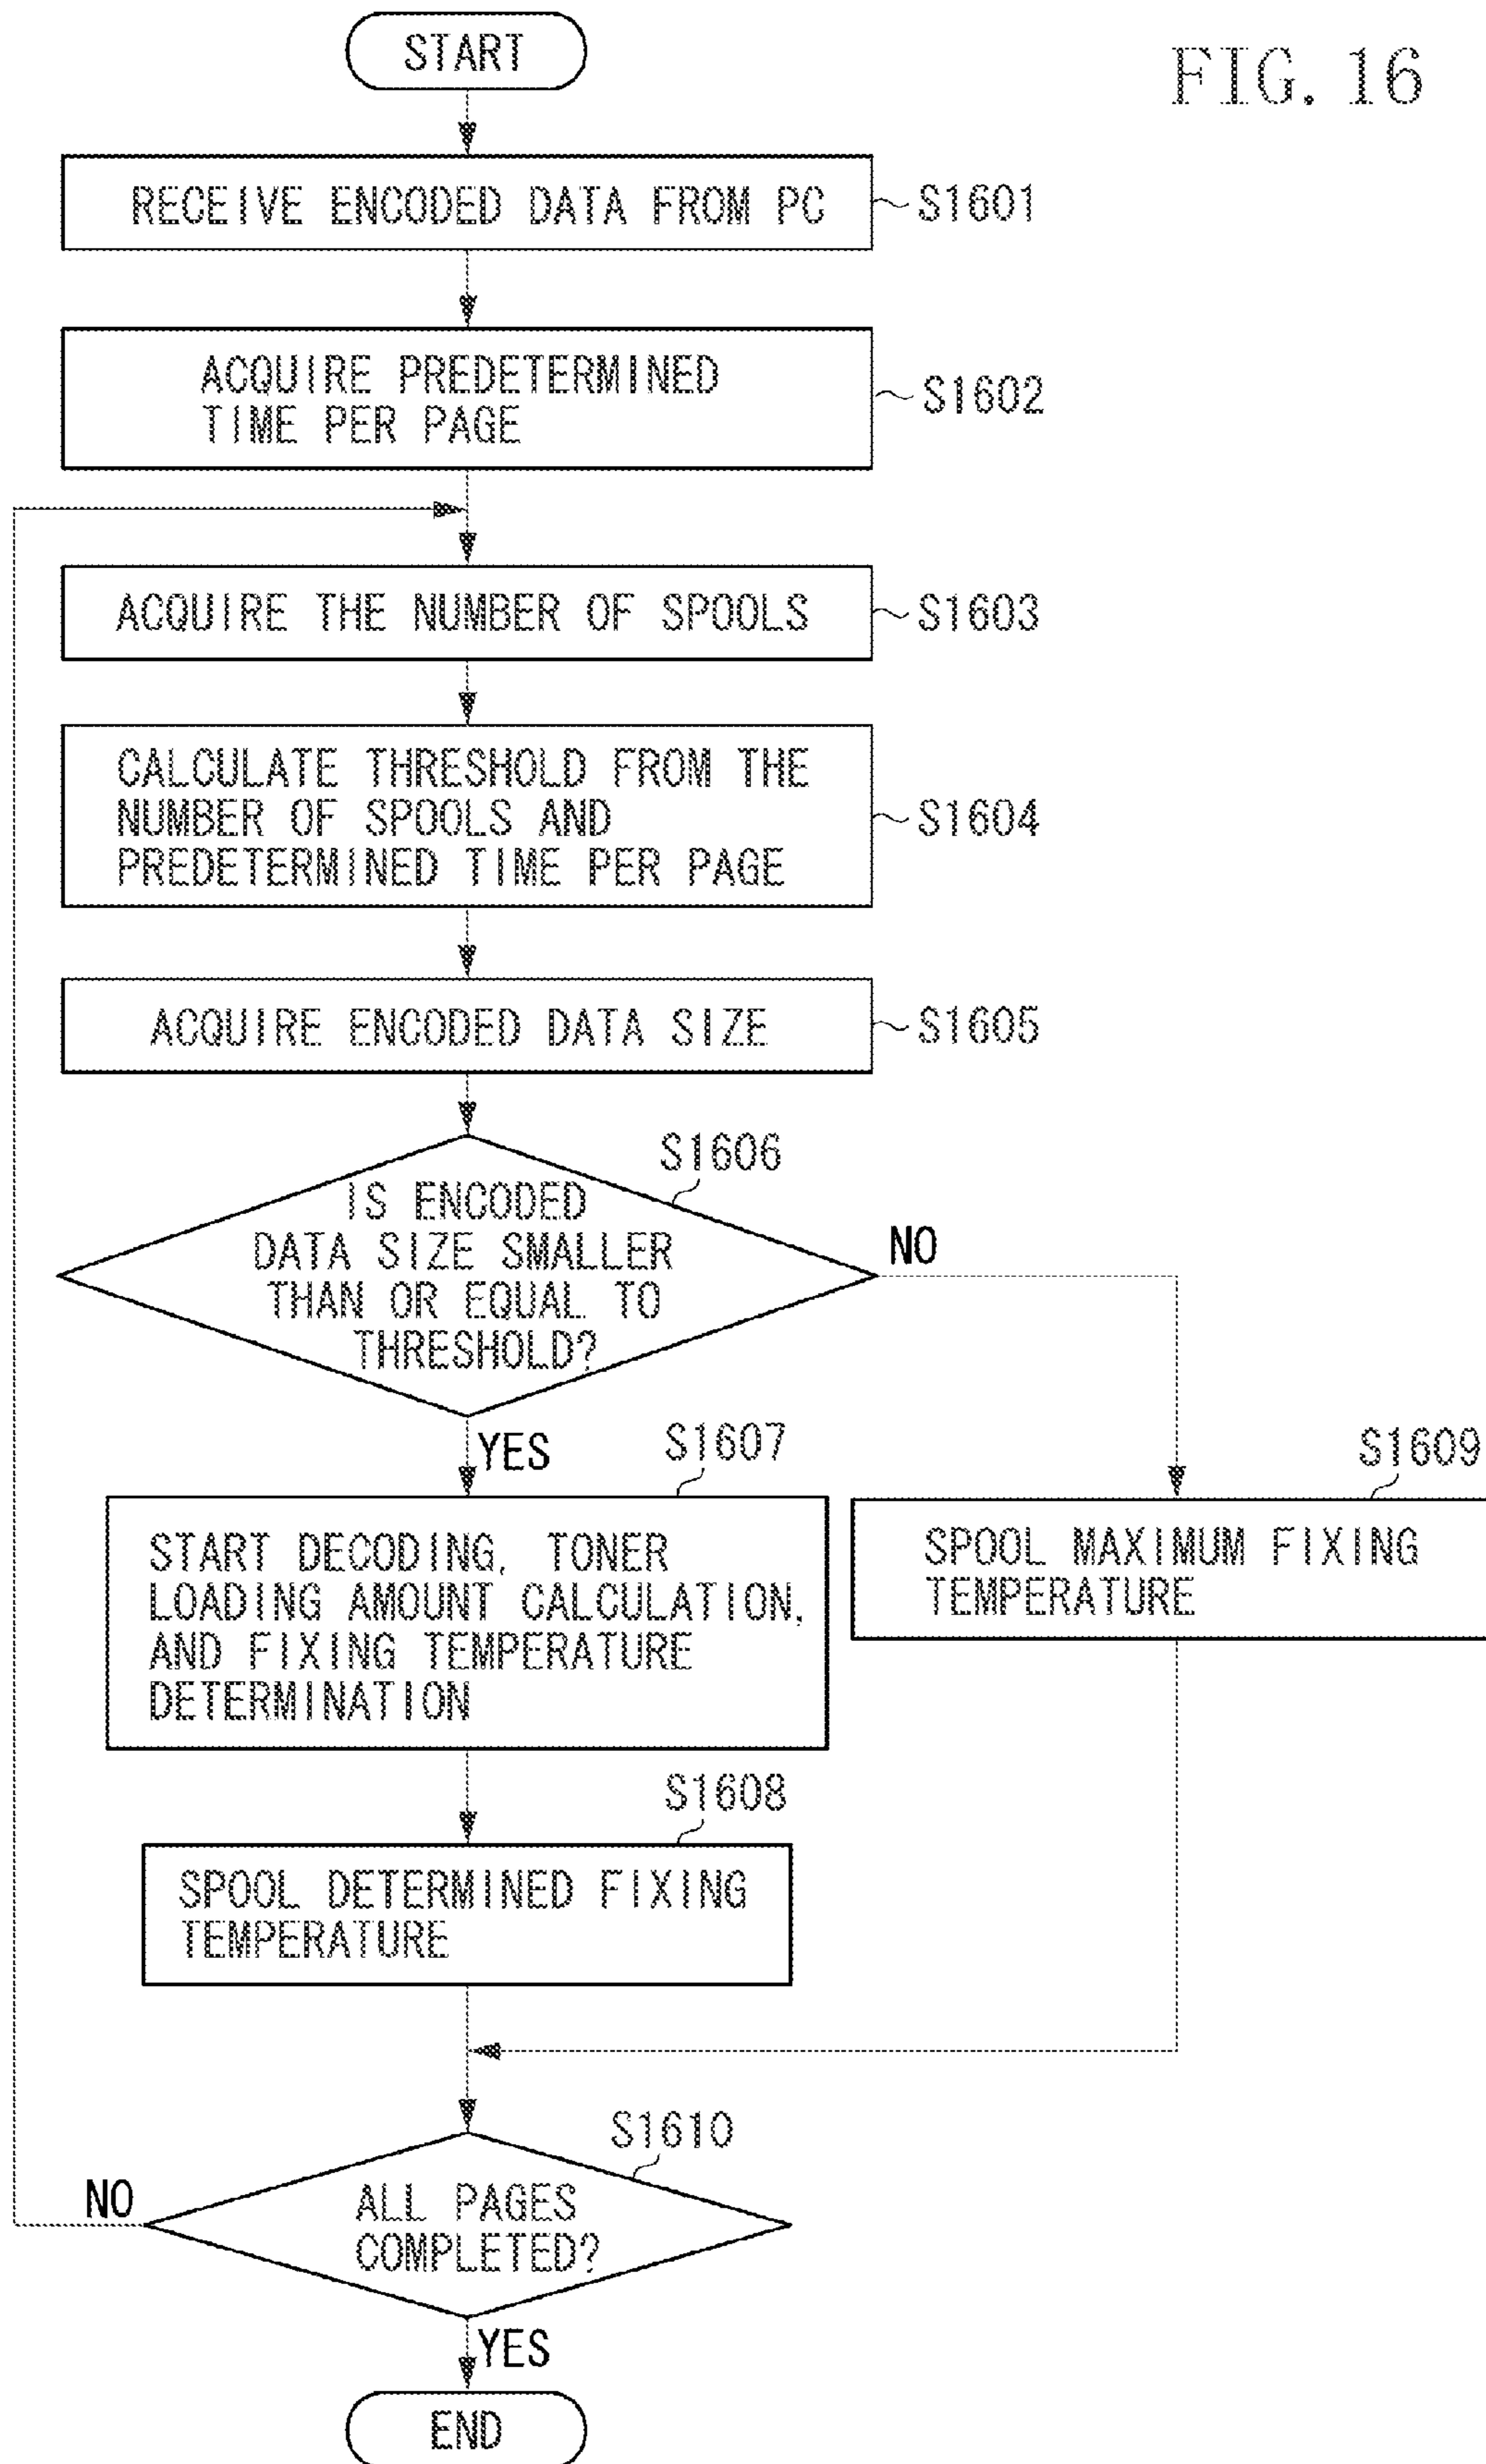 FIG. 16
START
RECEIVE ENCODED DATA FROM PC
S1601
ACQUIRE PREDETERMINED
TIME PER PAGE
S1602
ACQUIRE THE NUMBER OF SPOOLS
S1603
CALCULATE THRESHOLD FROM THE
NUMBER OF SPOOLS AND
PREDETERMINED TIME PER PAGE
S1604
ACQUIRE ENCODED DATA SIZE
S1605
S1606
IS ENCODED
DATA SIZE SMALLER
THAN OR EQUAL TO
THRESHOLD?
NO
YES
S1607
START DECODING, TONER
LOADING AMOUNT CALCULATION,
AND FIXING TEMPERATURE
DETERMINATION
S1609
SPOOL MAXIMUM FIXING
TEMPERATURE
S1608
SPOOL DETERMINED FIXING
TEMPERATURE
S1610
ALL PAGES
COMPLETED?
NO
YES
END